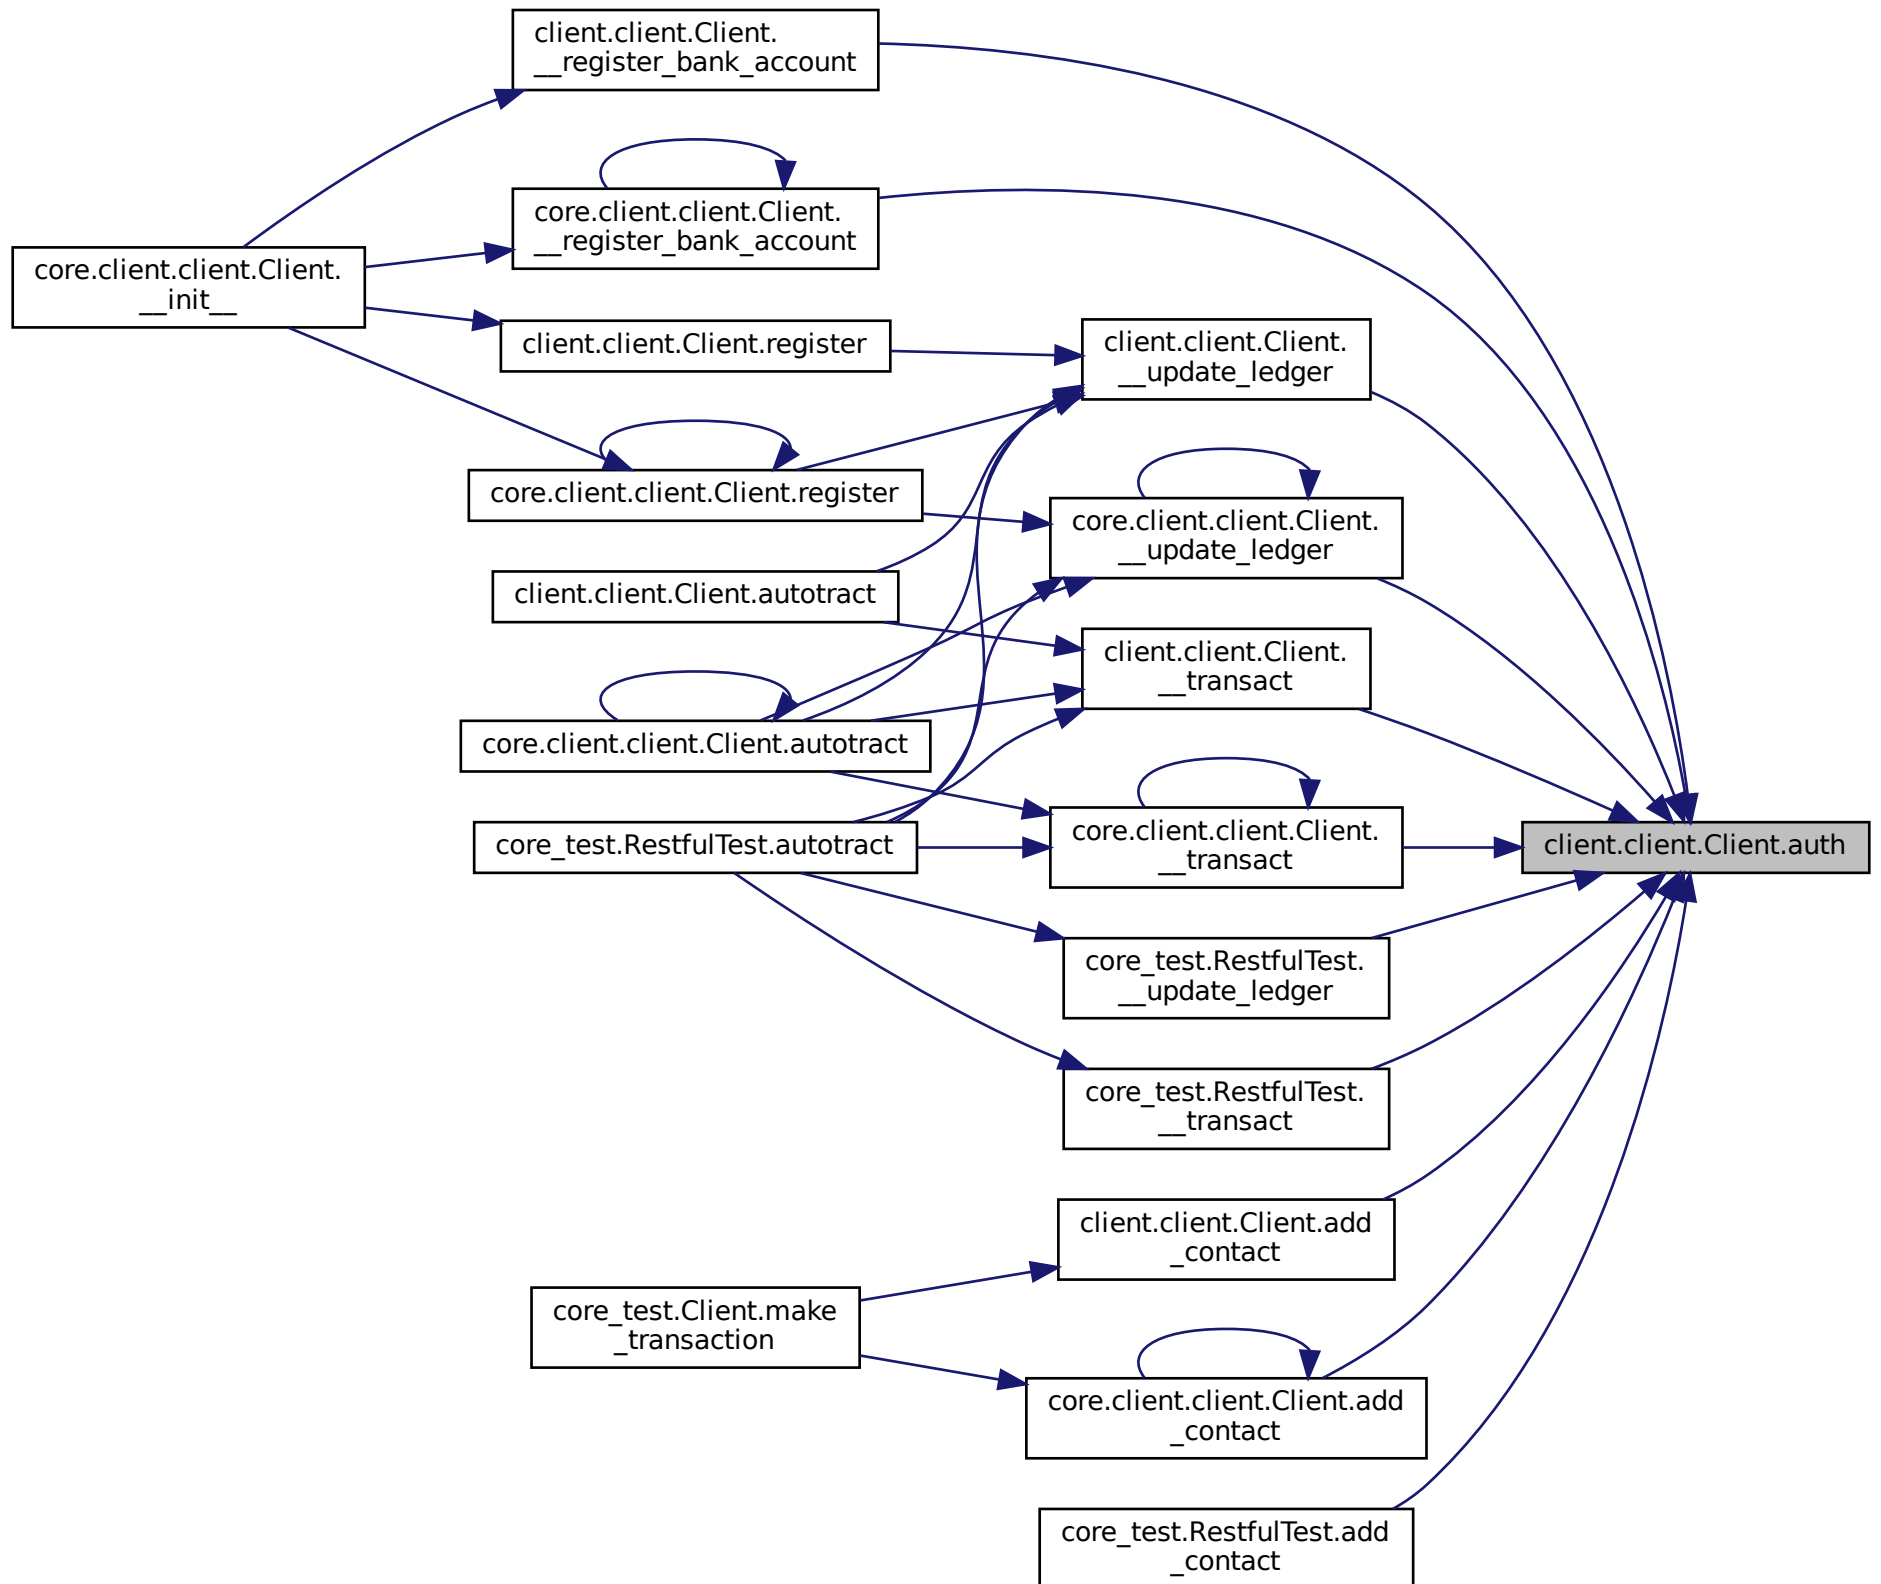 client.client.Client.
__register_bank_account
core.client.client.Client.
__register_bank_account
core.client.client.Client.
__init__
client.client.Client.register
client.client.Client.
__update_ledger
core.client.client.Client.register
core.client.client.Client.
__update_ledger
client.client.Client.autotract
client.client.Client.
__transact
core.client.client.Client.autotract
core_test.RestfulTest.autotract
core.client.client.Client.
__transact
client.client.Client.auth
core_test.RestfulTest.
__update_ledger
core_test.RestfulTest.
__transact
client.client.Client.add
_contact
core_test.Client.make
_transaction
core.client.client.Client.add
_contact
core_test.RestfulTest.add
_contact